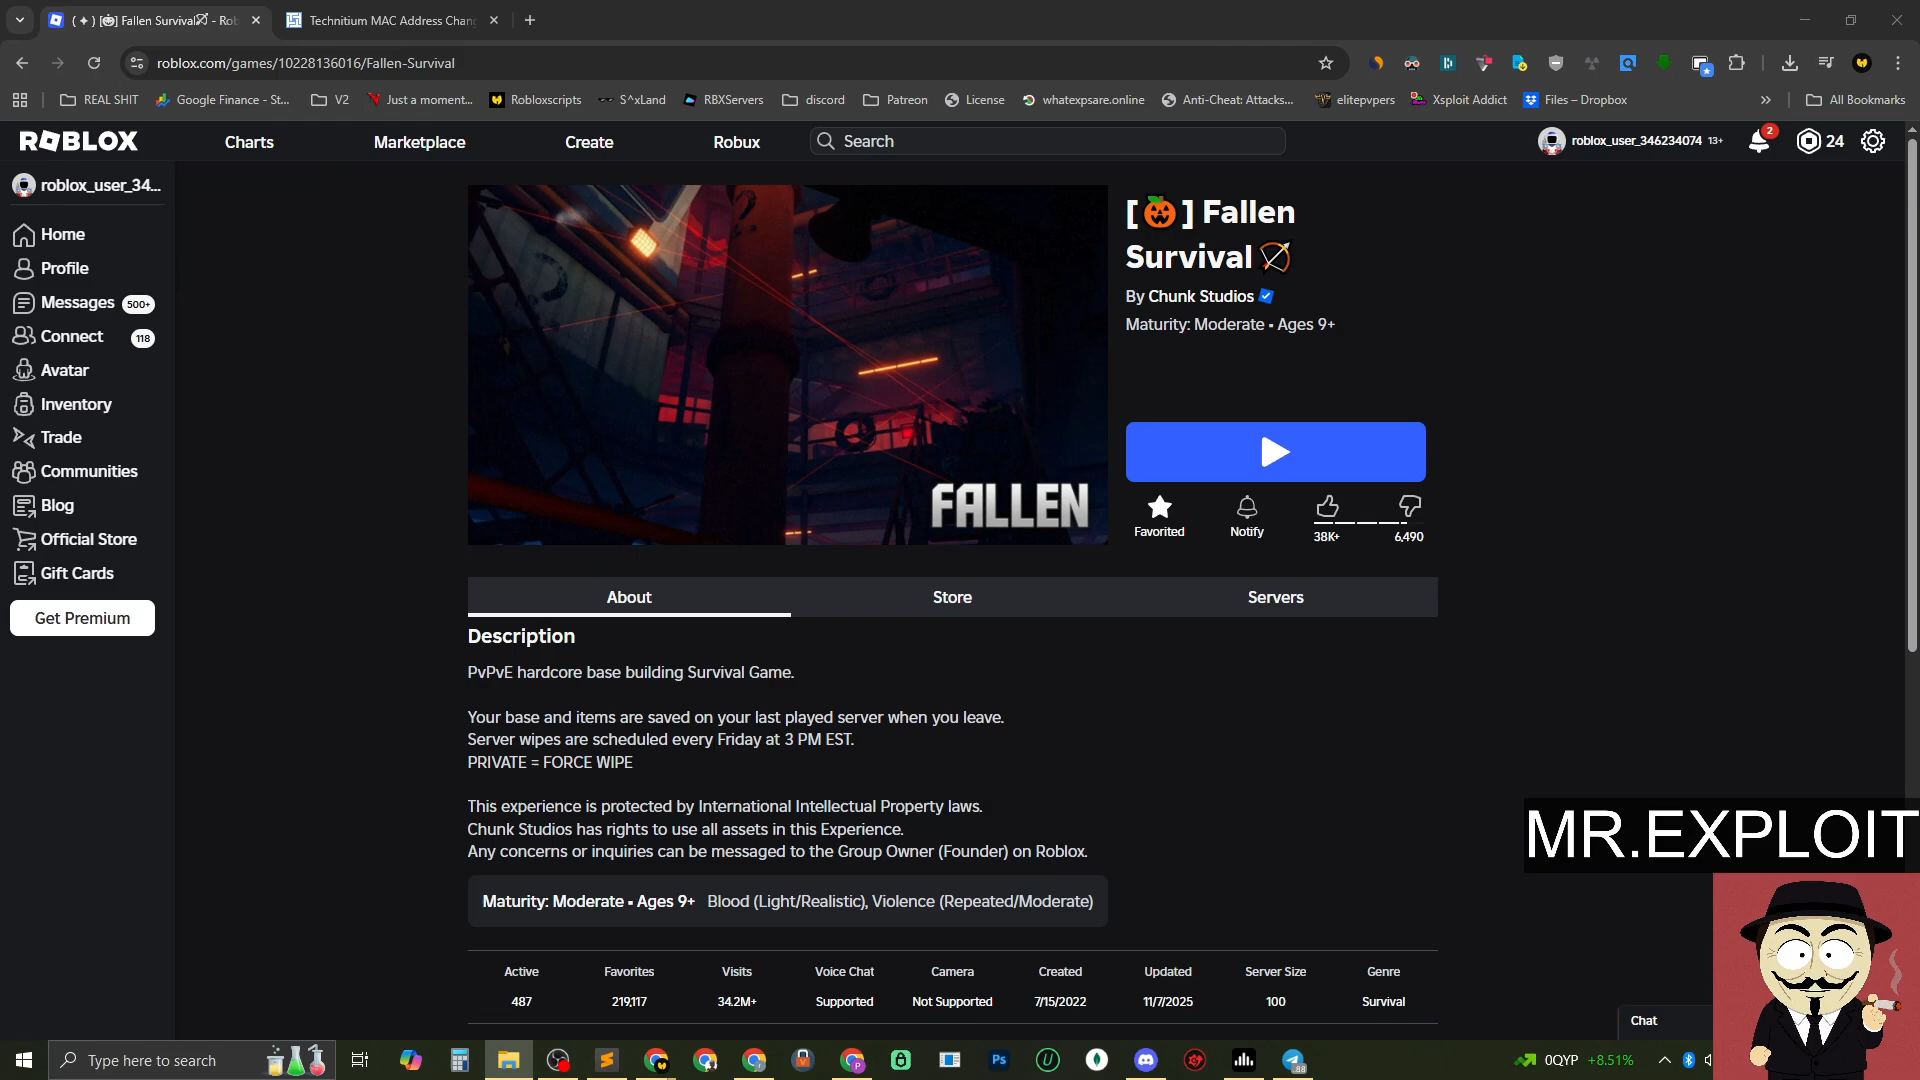 ( ✦ ) [🎃] Fallen Survival🏹 - Rob
Technitium MAC Address Chan
roblox.com/games/10228136016/Fallen-Survival
REAL SHIT
Google Finance - St...
V2
Just a moment...
Robloxscripts
S^xLand
RBXServers
discord
Patreon
License
whatexpsare.online
Anti-Cheat: Attacks...
elitepvpers
Xsploit Addict
Files – Dropbox
»
All Bookmarks
ROBLOX
Charts
Marketplace
Create
Robux
Search
roblox_user_346234074 13+
2
24
roblox_user_34...
Home
Profile
Messages 500+
Connect 118
Avatar
Inventory
Trade
Communities
Blog
Official Store
Gift Cards
Get Premium
FALLEN
[🎃] Fallen
Survival 🏹
By Chunk Studios
Maturity: Moderate • Ages 9+
Favorited
Notify
38K+
6,490
About
Store
Servers
Description
PvPvE hardcore base building Survival Game.
Your base and items are saved on your last played server when you leave.
Server wipes are scheduled every Friday at 3 PM EST.
PRIVATE = FORCE WIPE
This experience is protected by International Intellectual Property laws.
Chunk Studios has rights to use all assets in this Experience.
Any concerns or inquiries can be messaged to the Group Owner (Founder) on Roblox.
Maturity: Moderate • Ages 9+ Blood (Light/Realistic), Violence (Repeated/Moderate)
Active
Favorites
Visits
Voice Chat
Camera
Created
Updated
Server Size
Genre
487
219,117
34.2M+
Supported
Not Supported
7/15/2022
11/7/2025
100
Survival
MR.EXPLOIT
Chat
Type here to search
Ps
0QYP +8.51%